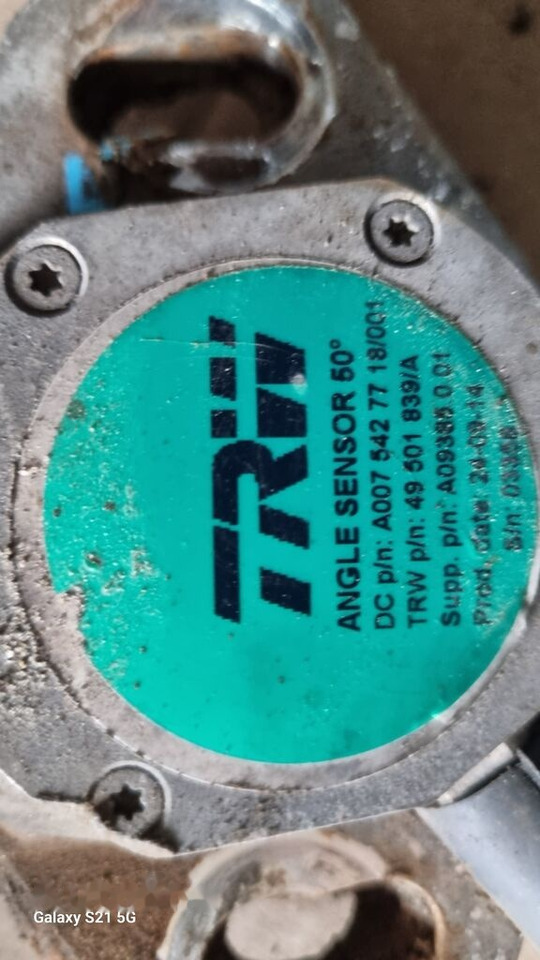 TRW
ANGLE SENSOR 50°
DC p/n: A007 542 77 18/001
TRW p/n: 49 501 839/A
Supp. p/n: A09385 0 01
Prod. date: 24-09-14
S/n:
Galaxy S21 5G